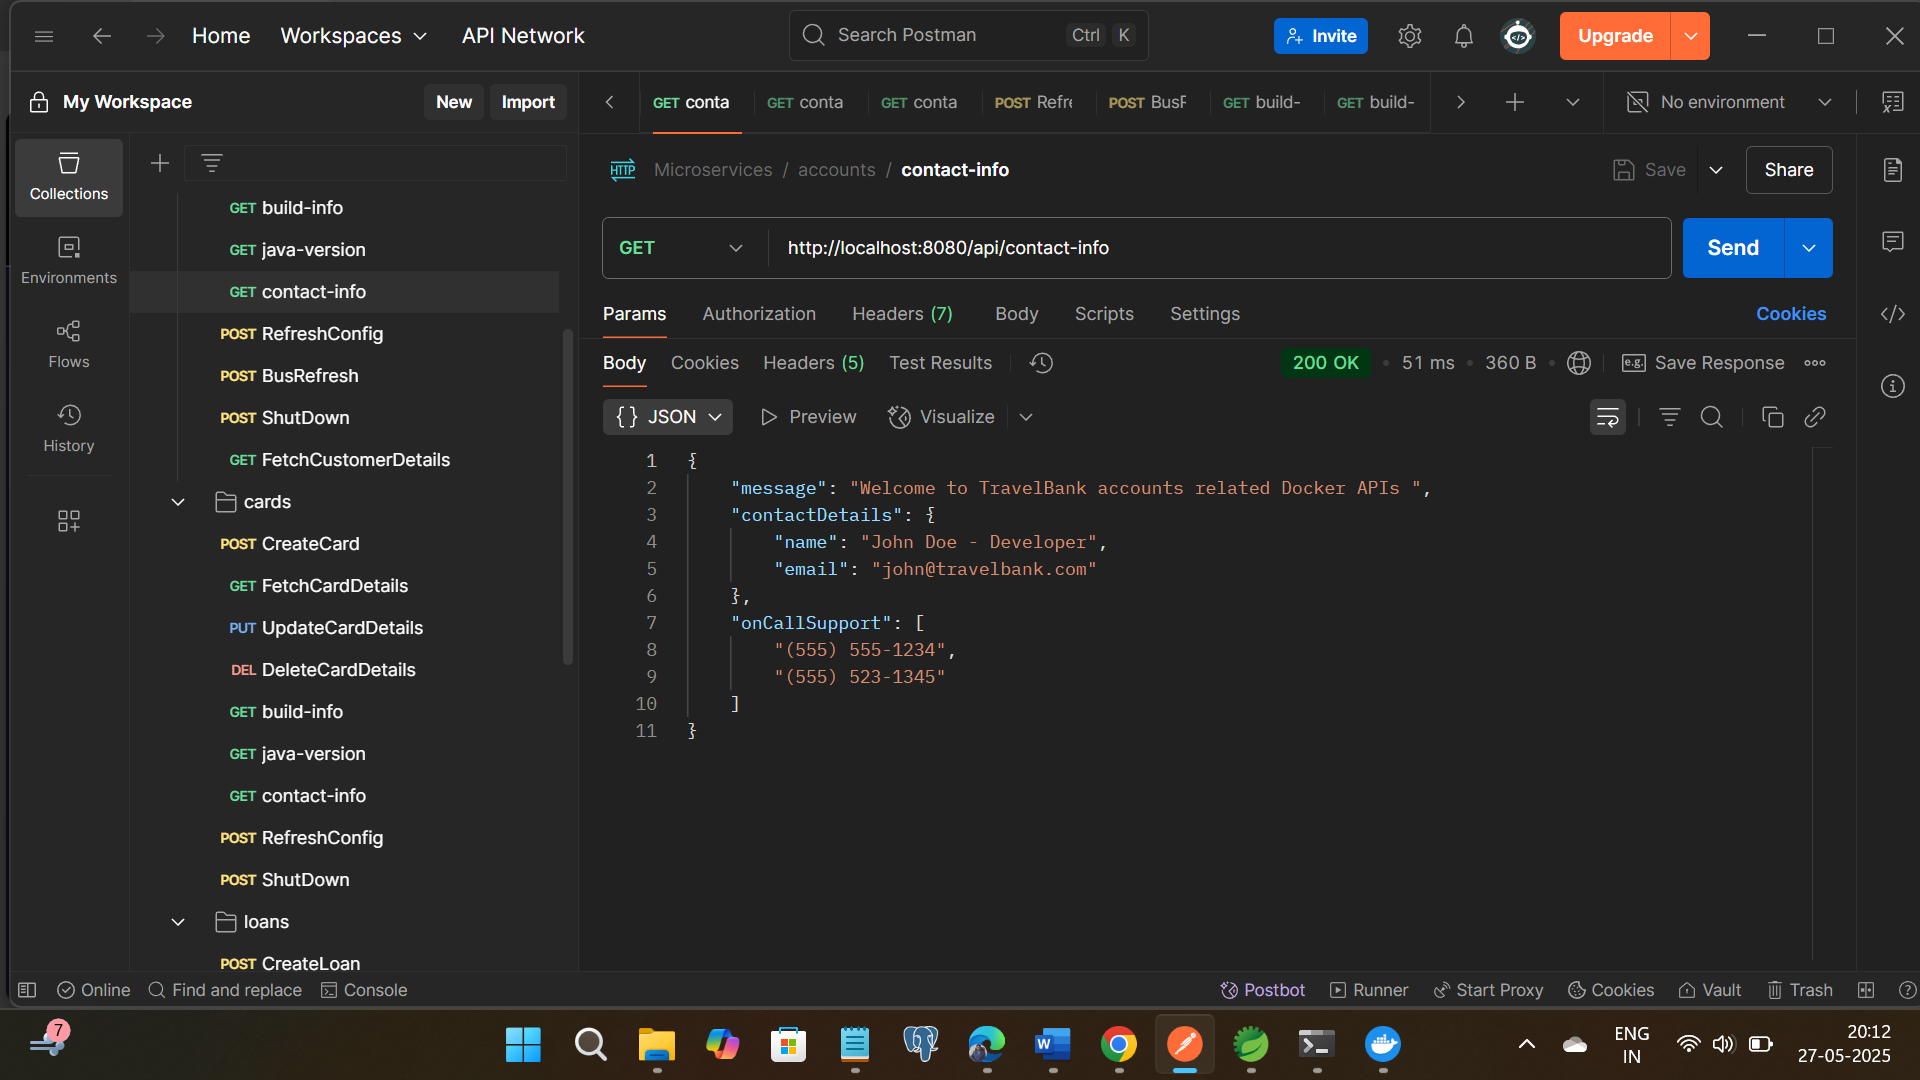 Home
Workspaces
API Network
Search Postman
Ctrl
K
Invite
Upgrade
My Workspace
New
Import
GET conta
GET conta
GET conta
POST Refre
POST BusF
GET build-
GET build-
No environment
Collections
Environments
Flows
History
GET build-info
GET java-version
GET contact-info
POST RefreshConfig
POST BusRefresh
POST ShutDown
GET FetchCustomerDetails
cards
POST CreateCard
GET FetchCardDetails
PUT UpdateCardDetails
DEL DeleteCardDetails
GET build-info
GET java-version
GET contact-info
POST RefreshConfig
POST ShutDown
loans
POST CreateLoan
HTTP
Microservices / accounts / contact-info
Save
Share
GET
http://localhost:8080/api/contact-info
Send
Params
Authorization
Headers (7)
Body
Scripts
Settings
Cookies
Body
Cookies
Headers (5)
Test Results
200 OK
51 ms
360 B
e.g.
Save Response
{} JSON
Preview
Visualize
1 {
2 "message": "Welcome to TravelBank accounts related Docker APIs ",
3 "contactDetails": {
4 "name": "John Doe - Developer",
5 "email": "john@travelbank.com"
6 },
7 "onCallSupport": [
8 "(555) 555-1234",
9 "(555) 523-1345"
10 ]
11 }
Online
Find and replace
Console
Postbot
Runner
Start Proxy
Cookies
Vault
Trash
7
W
ENG
IN
20:12
27-05-2025